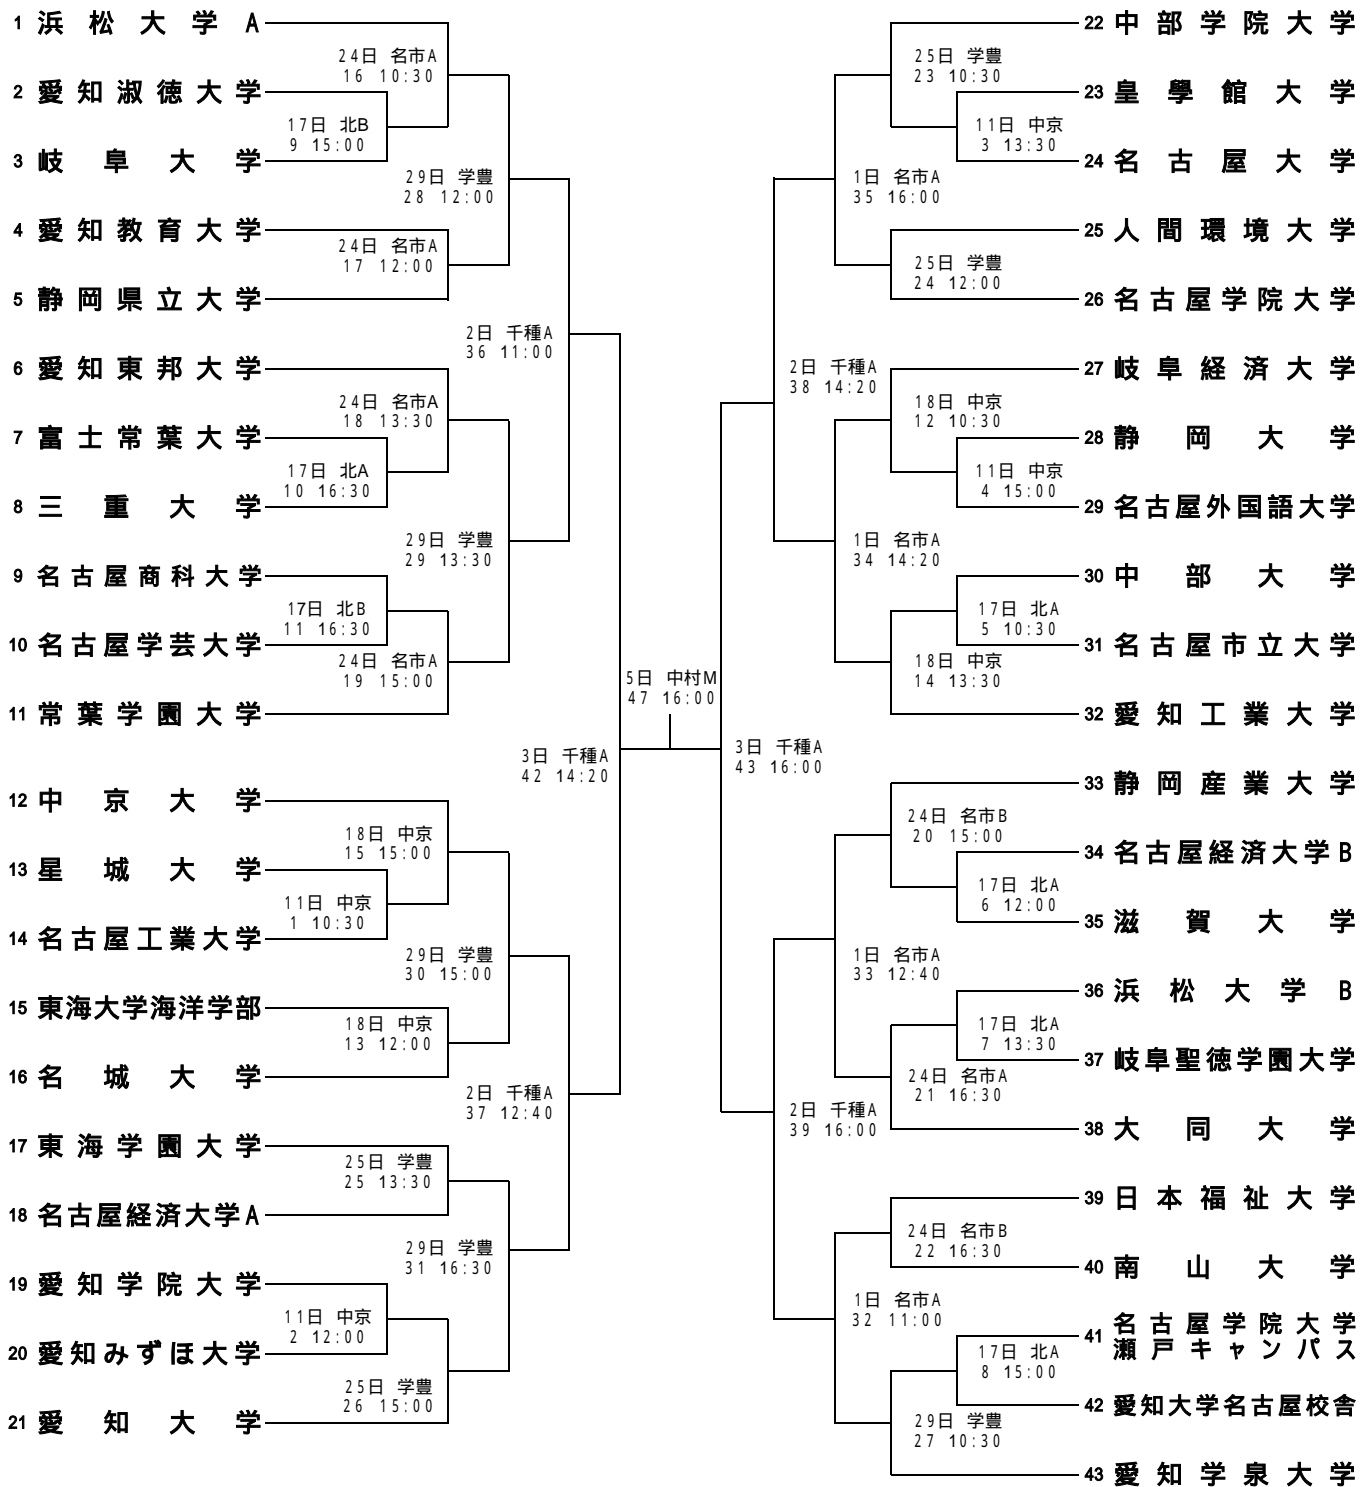 1 浜松大学A
24日 名市A
16 10:30
2 愛知淑徳大学
17日 北B
9 15:00
3 岐阜大学
29日 学豊
28 12:00
4 愛知教育大学
24日 名市A
17 12:00
5 静岡県立大学
2日 千種A
36 11:00
6 愛知東邦大学
24日 名市A
18 13:30
7 富士常葉大学
17日 北A
10 16:30
8 三重大学
29日 学豊
29 13:30
9 名古屋商科大学
17日 北B
11 16:30
10 名古屋学芸大学
24日 名市A
19 15:00
11 常葉学園大学
3日 千種A
42 14:20
12 中京大学
18日 中京
15 15:00
13 星城大学
11日 中京
1 10:30
14 名古屋工業大学
29日 学豊
30 15:00
15 東海大学海洋学部
18日 中京
13 12:00
16 名城大学
2日 千種A
37 12:40
17 東海学園大学
25日 学豊
25 13:30
18 名古屋経済大学A
29日 学豊
31 16:30
19 愛知学院大学
11日 中京
2 12:00
20 愛知みずほ大学
25日 学豊
26 15:00
21 愛知大学
5日 中村M
47 16:00
22 中部学院大学
25日 学豊
23 10:30
23 皇學館大学
11日 中京
3 13:30
24 名古屋大学
1日 名市A
35 16:00
25 人間環境大学
25日 学豊
24 12:00
26 名古屋学院大学
2日 千種A
38 14:20
27 岐阜経済大学
18日 中京
12 10:30
28 静岡大学
11日 中京
4 15:00
29 名古屋外国語大学
1日 名市A
34 14:20
30 中部大学
17日 北A
5 10:30
31 名古屋市立大学
18日 中京
14 13:30
32 愛知工業大学
3日 千種A
43 16:00
33 静岡産業大学
24日 名市B
20 15:00
34 名古屋経済大学B
17日 北A
6 12:00
35 滋賀大学
1日 名市A
33 12:40
36 浜松大学B
17日 北A
7 13:30
37 岐阜聖徳学園大学
24日 名市A
21 16:30
38 大同大学
2日 千種A
39 16:00
39 日本福祉大学
24日 名市B
22 16:30
40 南山大学
1日 名市A
32 11:00
41 名古屋学院大学
瀬戸キャンパス
17日 北A
8 15:00
42 愛知大学名古屋校舎
29日 学豊
27 10:30
43 愛知学泉大学